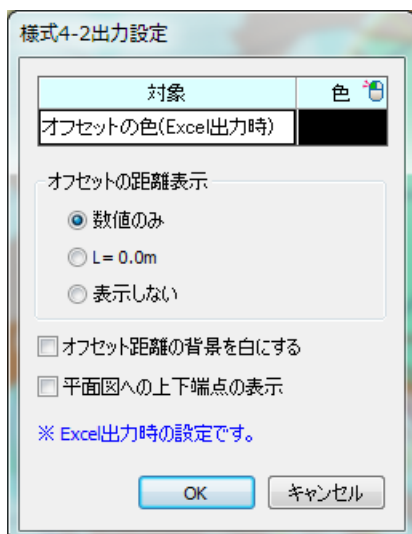 様式4-2出力設定
対象 色
オフセットの色(Excel出力時)
オフセットの距離表示
数値のみ
L= 0.0m
表示しない
オフセット距離の背景を白にする
平面図への上下端点の表示
※ Excel出力時の設定です。
OK キャンセル